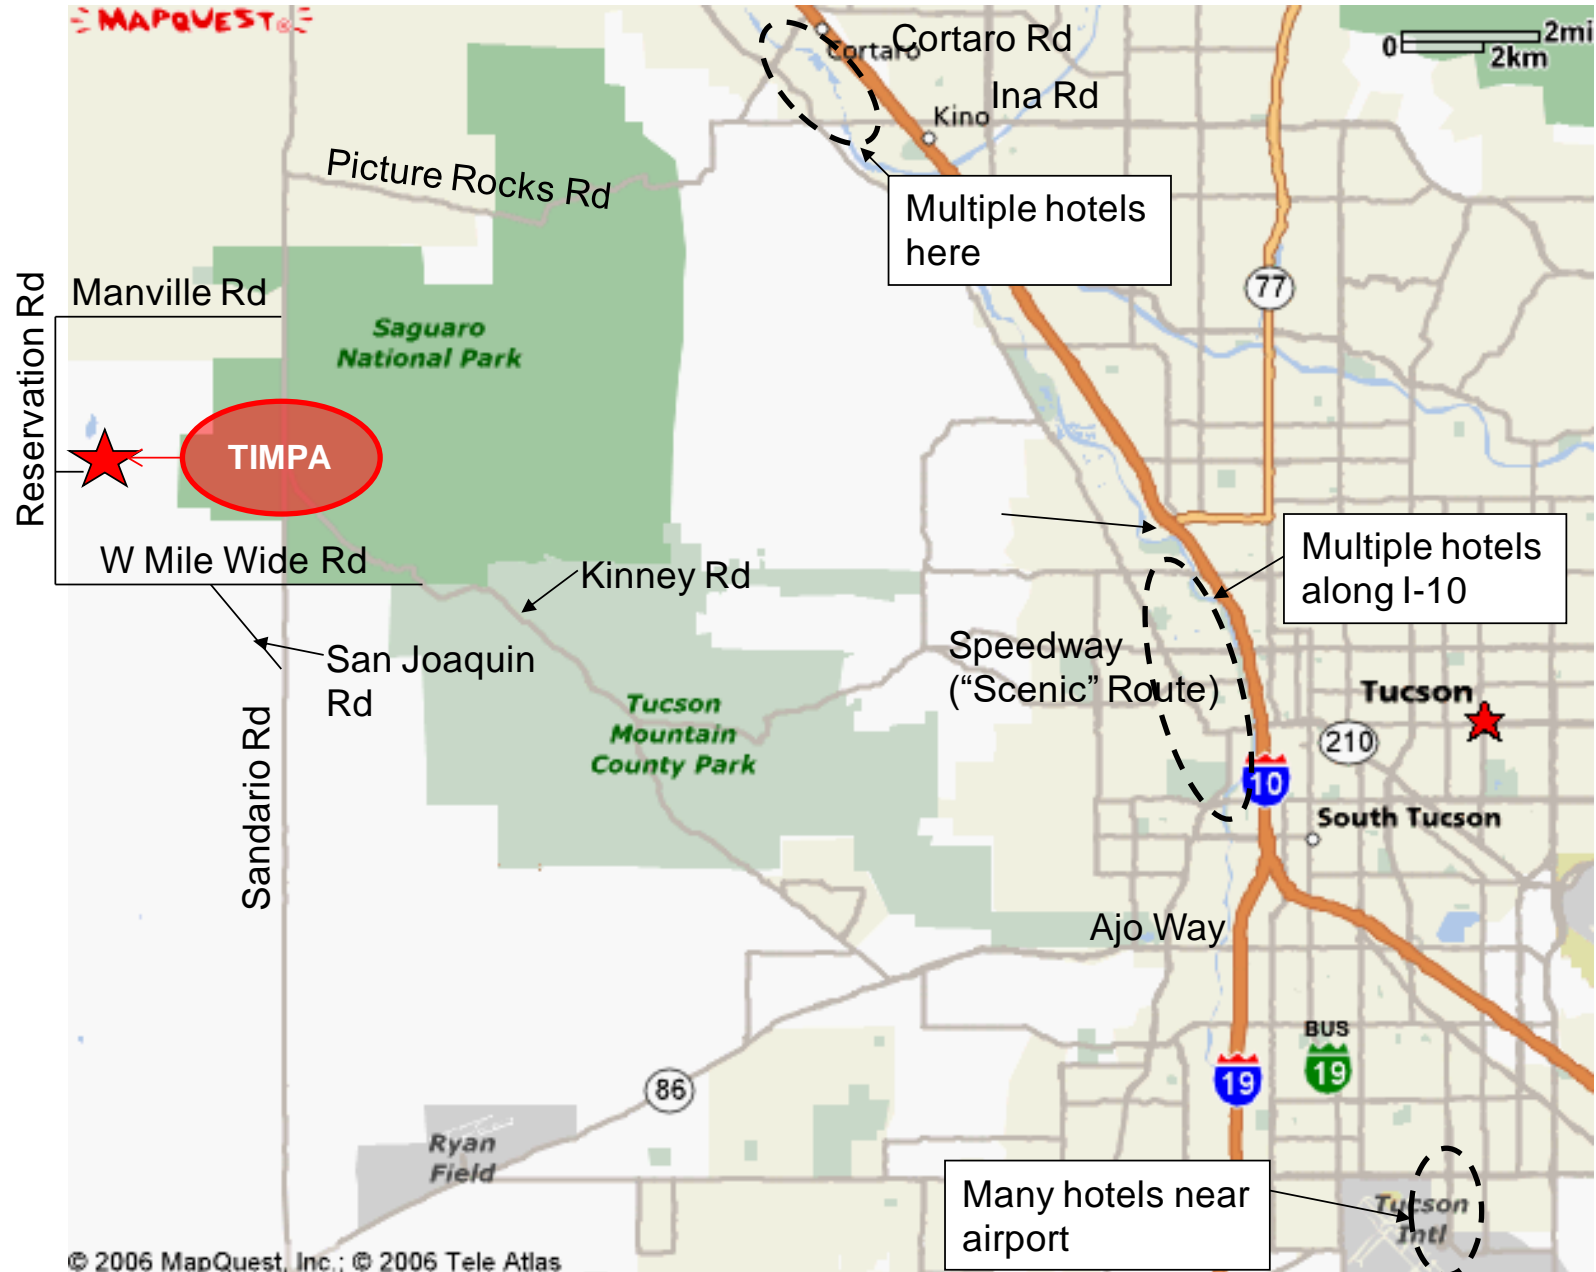 MAPQUEST®
Cortaro Rd
Cortaro
0
2mi
2km
Ina Rd
Kino
Picture Rocks Rd
Multiple hotels
here
Manville Rd
Reservation Rd
77
Saguaro
National Park
TIMPA
W Mile Wide Rd
Kinney Rd
Multiple hotels
along I-10
San Joaquin
Rd
Speedway
("Scenic" Route)
Tucson
Mountain
County Park
Tucson
210
10
South Tucson
Sandario Rd
Ajo Way
BUS
19
19
86
Ryan
Field
Many hotels near
airport
Tucson
Intl
© 2006 MapQuest, Inc.; © 2006 Tele Atlas